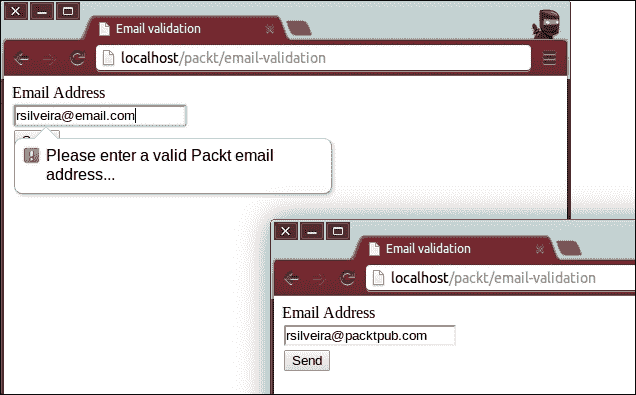 Email validation
localhost/packt/email-validation
Email Address
rsilveira@email.com
Please enter a valid Packt email
address...
Email validation
localhost/packt/email-validation
Email Address
rsilveira@packtpub.com
Send